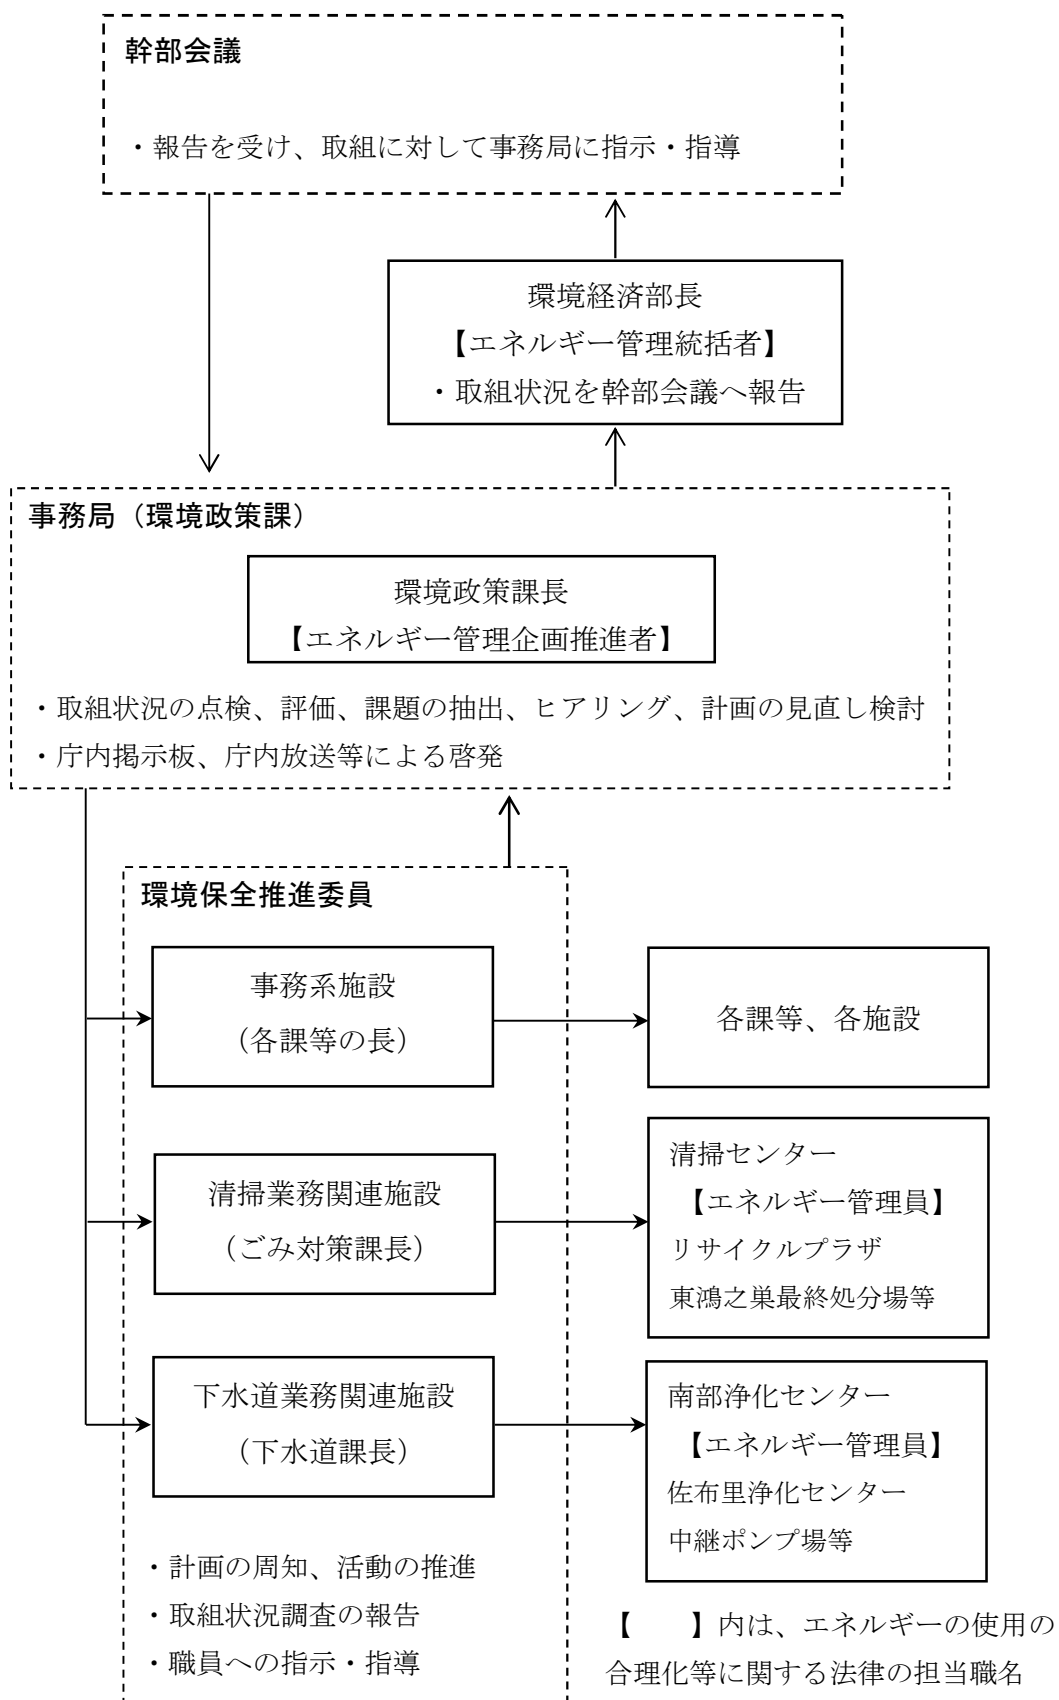 幹部会議
・報告を受け、取組に対して事務局に指示・指導
環境経済部長
【エネルギー管理統括者】
・取組状況を幹部会議へ報告
事務局（環境政策課）
環境政策課長
【エネルギー管理企画推進者】
・取組状況の点検、評価、課題の抽出、ヒアリング、計画の見直し検討
・庁内掲示板、庁内放送等による啓発
環境保全推進委員
事務系施設
（各課等の長）
各課等、各施設
清掃業務関連施設
（ごみ対策課長）
清掃センター
【エネルギー管理員】
リサイクルプラザ
東鴻之巣最終処分場等
下水道業務関連施設
（下水道課長）
南部浄化センター
【エネルギー管理員】
佐布里浄化センター
中継ポンプ場等
・計画の周知、活動の推進
・取組状況調査の報告
・職員への指示・指導
【　　】内は、エネルギーの使用の
合理化等に関する法律の担当職名